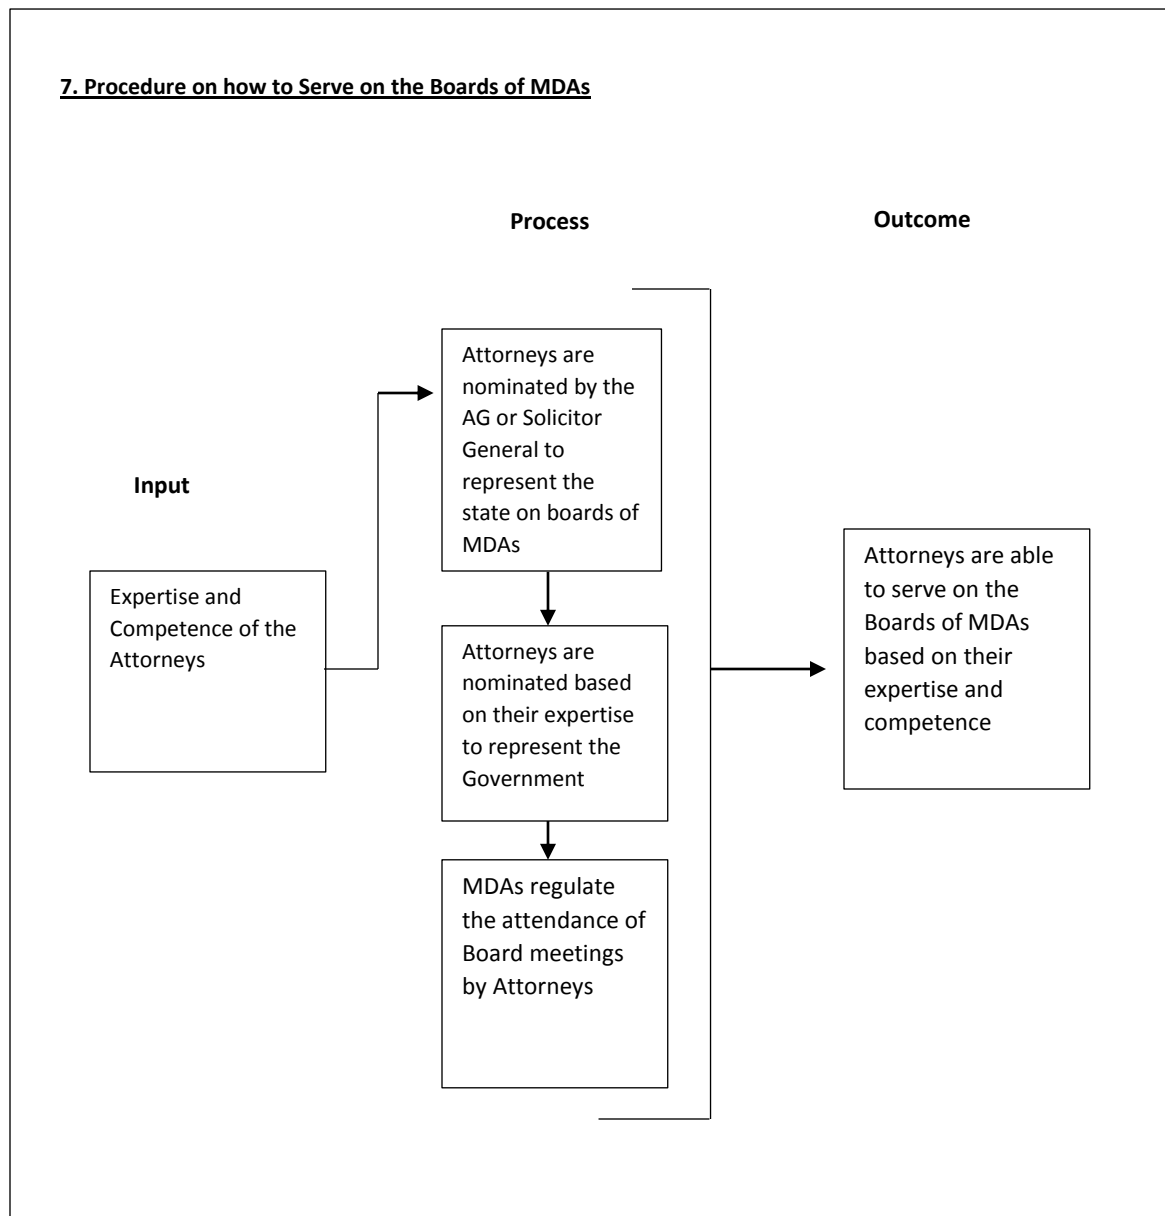 7. Procedure on how to Serve on the Boards of MDAs
Process
Outcome
Input
Expertise and
Competence of the
Attorneys
Attorneys are
nominated by the
AG or Solicitor
General to
represent the
state on boards of
MDAs
Attorneys are
nominated based
on their expertise
to represent the
Government
MDAs regulate
the attendance of
Board meetings
by Attorneys
Attorneys are able
to serve on the
Boards of MDAs
based on their
expertise and
competence